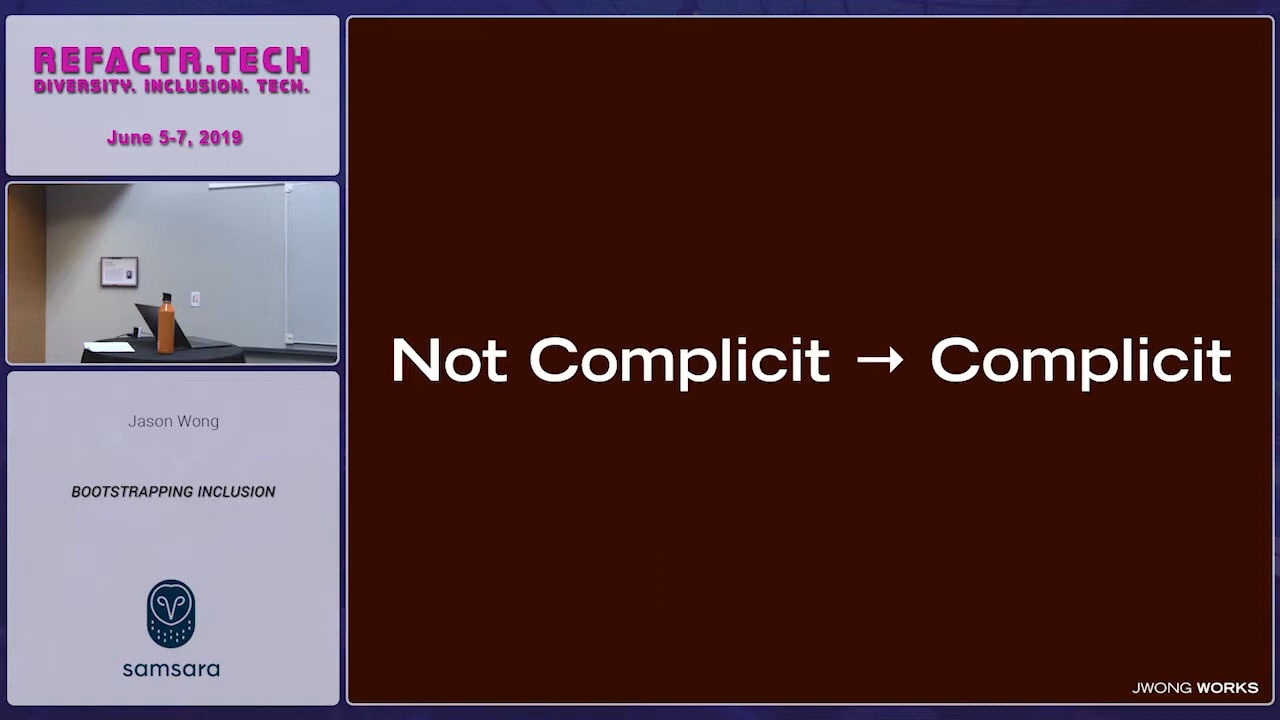 REFACTR.TECH
DIVERSITY. INCLUSION. TECH.
June 5-7, 2019
Jason Wong
BOOTSTRAPPING INCLUSION
samsara
Not Complicit → Complicit
JWONG WORKS